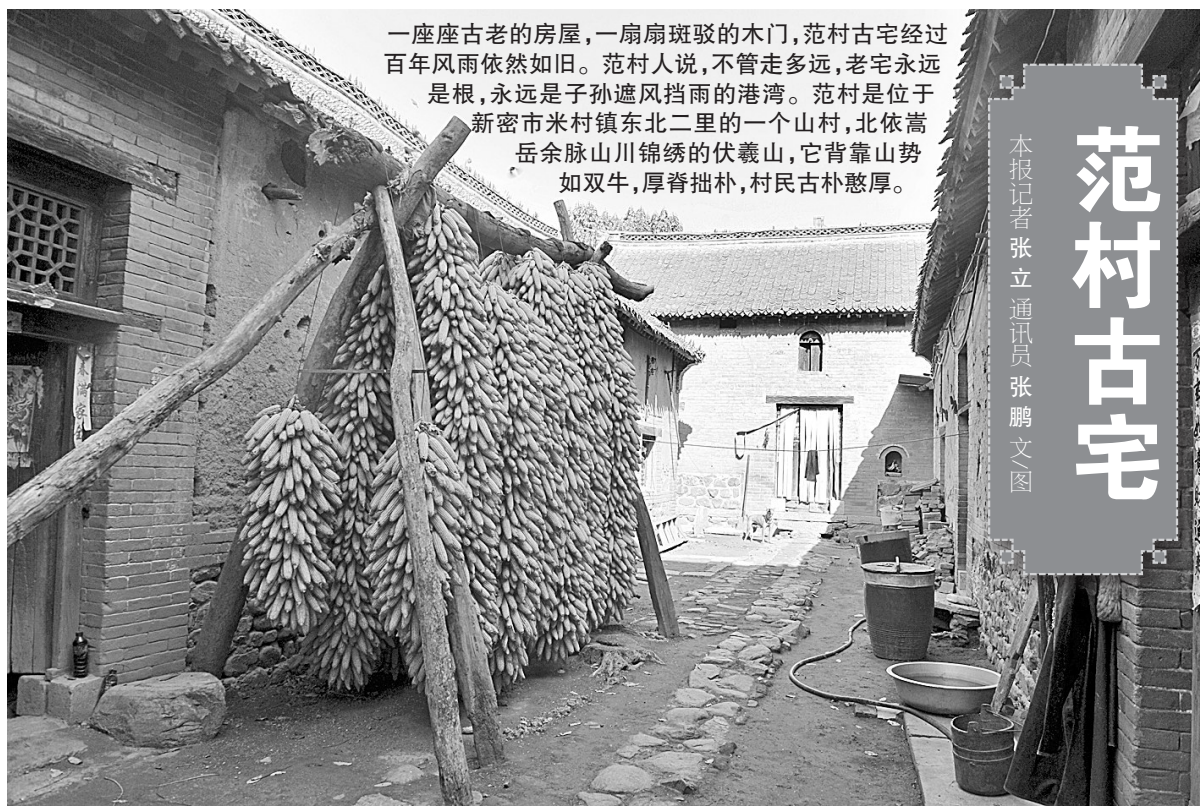 一座座古老的房屋,一扇扇斑驳的木门,范村古宅经过
百年风雨依然如旧。范村人说,不管走多远,老宅永远
是根,永远是子孙遮风挡雨的港湾。范村是位于
新密市米村镇东北二里的一个山村,北依嵩
岳余脉山川锦绣的伏羲山,它背靠山势
如双牛,厚脊拙朴,村民古朴憨厚。
范村古宅
本报记者 张 立 通讯员 张 鹏 文/图